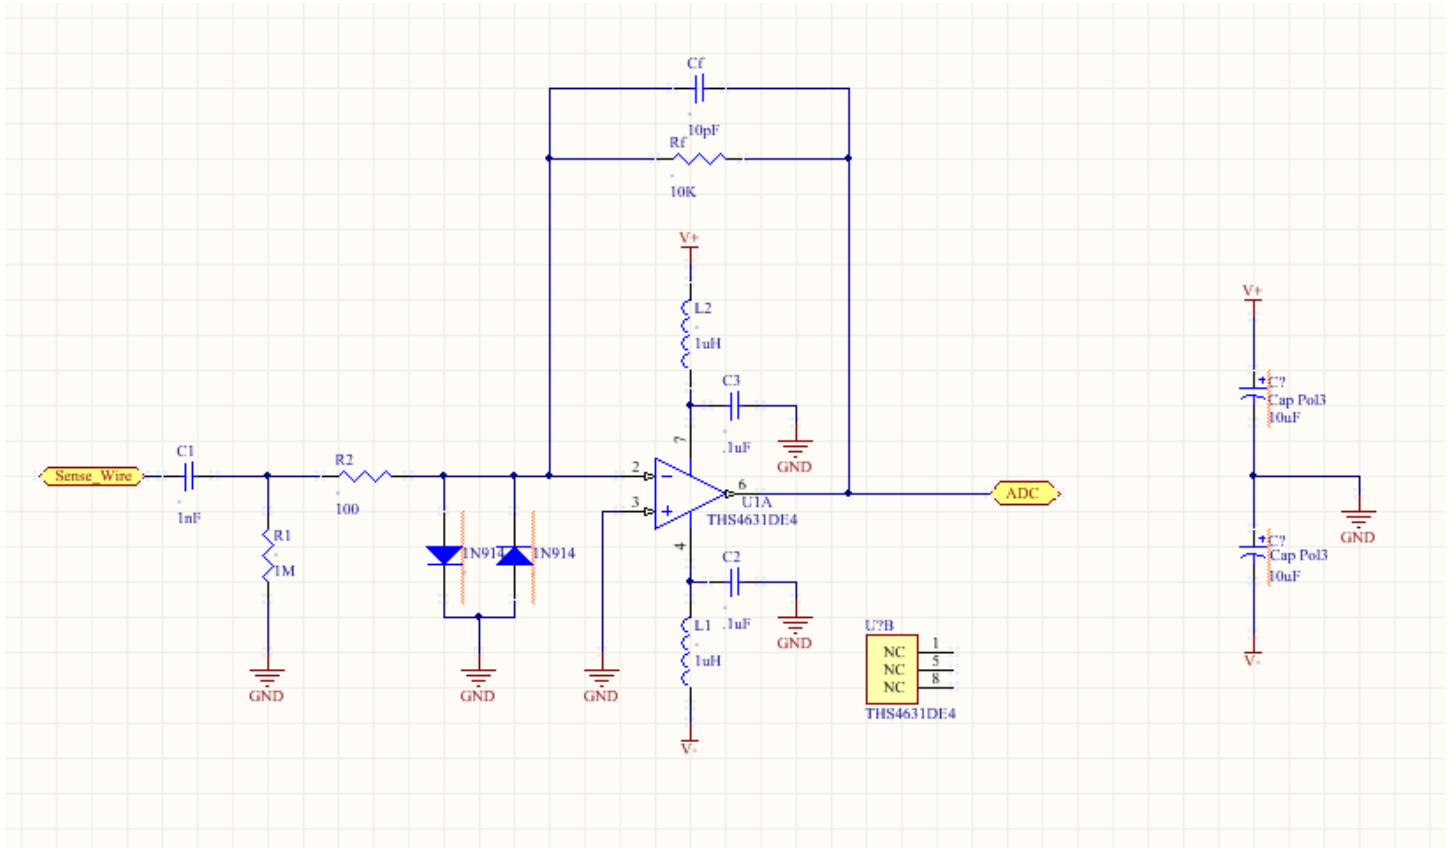 Cf
10pF
Rf
10K
V+
L2
1uH
C3
.1uF
GND
7
C1
1nF
Sense_Wire
R2
100
R1
1M
GND
1N914
1N914
GND
GND
2
3
6
4
U1A
THS4631DE4
ADC
C2
.1uF
GND
L1
1uH
V-
U?B
NC 1
NC 5
NC 8
THS4631DE4
V+
C?
Cap Pol3
10uF
GND
C?
Cap Pol3
10uF
V-